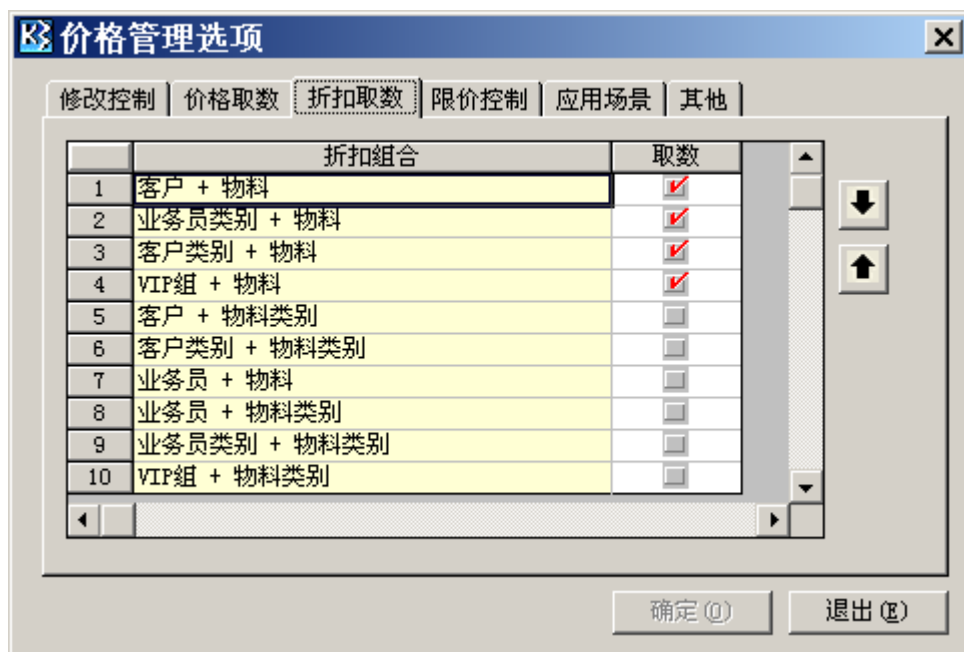 K3 价格管理选项
修改控制 价格取数 折扣取数 限价控制 应用场景 其他
折扣组合 取数
1 客户 + 物料
2 业务员类别 + 物料
3 客户类别 + 物料
4 VIP组 + 物料
5 客户 + 物料类别
6 客户类别 + 物料类别
7 业务员 + 物料
8 业务员 + 物料类别
9 业务员类别 + 物料类别
10 VIP组 + 物料类别
确定(O) 退出(E)